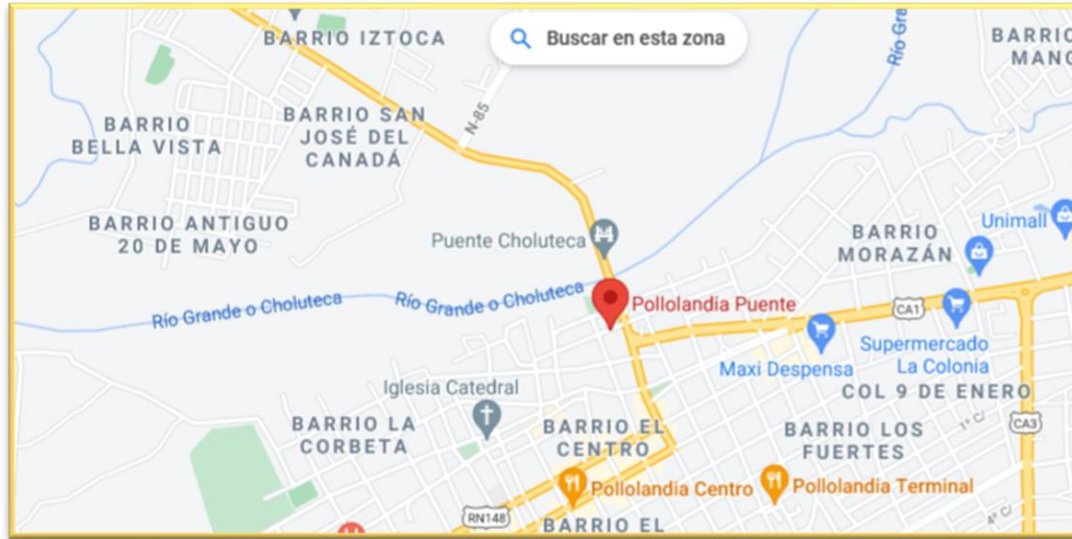 BARRIO IZTOCA
Buscar en esta zona
Río Gra
BARRIO
BELLA VISTA
BARRIO SAN
JOSÉ DEL
CANADÁ
N-85
BARRIO ANTIGUO
20 DE MAYO
Puente Choluteca
BARRIO
MORAZÁN
Unimall
Río Grande o Choluteca
Río Grande o Choluteca
Pollolandia Puente
CA1
Maxi Despensa
Supermercado
La Colonia
Iglesia Catedral
COL 9 DE ENERO
BARRIO LA
CORBETA
BARRIO EL
CENTRO
BARRIO LOS
FUERTES
1ª C/
CA3
Pollolandia Centro
Pollolandia Terminal
RN148
BARRIO EL
4ª C/